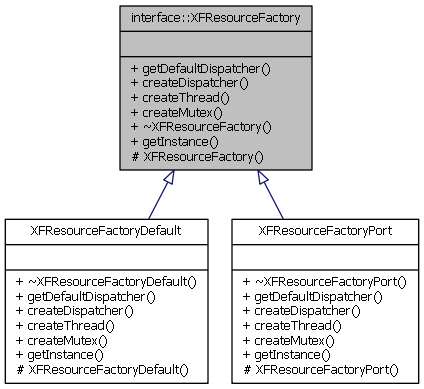 interface::XFResourceFactory
+ getDefaultDispatcher()
+ createDispatcher()
+ createThread()
+ createMutex()
+ ~XFResourceFactory()
+ getInstance()
# XFResourceFactory()
XFResourceFactoryDefault
+ ~XFResourceFactoryDefault()
+ getDefaultDispatcher()
+ createDispatcher()
+ createThread()
+ createMutex()
+ getInstance()
# XFResourceFactoryDefault()
XFResourceFactoryPort
+ ~XFResourceFactoryPort()
+ getDefaultDispatcher()
+ createDispatcher()
+ createThread()
+ createMutex()
+ getInstance()
# XFResourceFactoryPort()